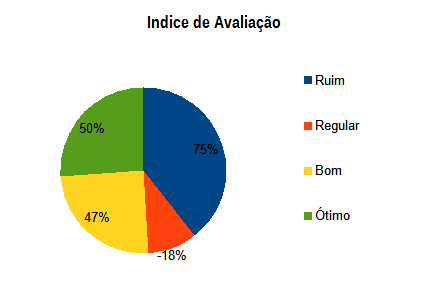 Indice de Avaliação
Ruim
Regular
Bom
Ótimo
50%
75%
47%
-18%